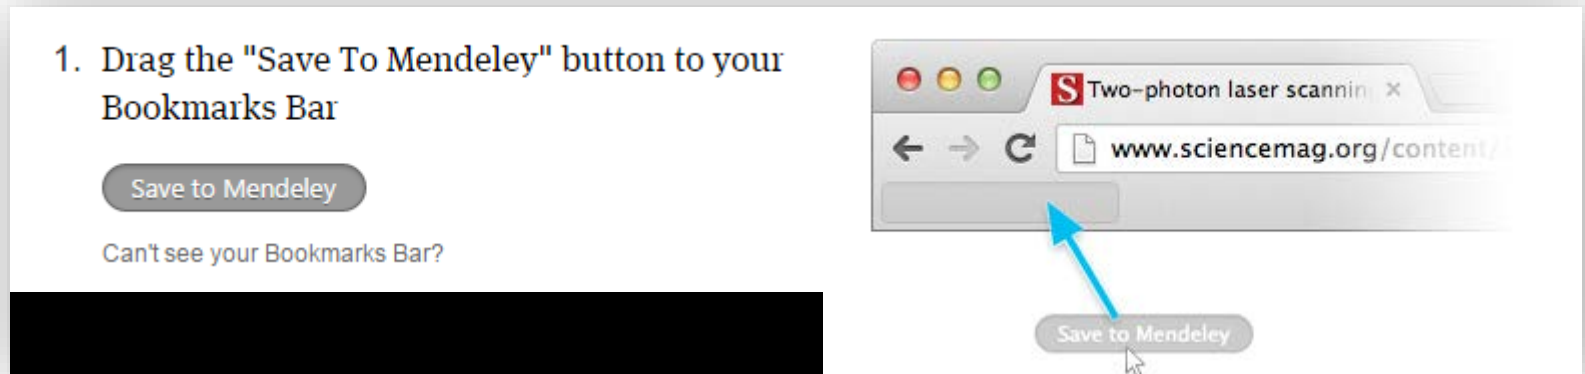 1. Drag the "Save To Mendeley" button to your
Bookmarks Bar
Save to Mendeley
Can't see your Bookmarks Bar?
S Two-photon laser scannin
www.sciencemag.org/content/
Save to Mendeley